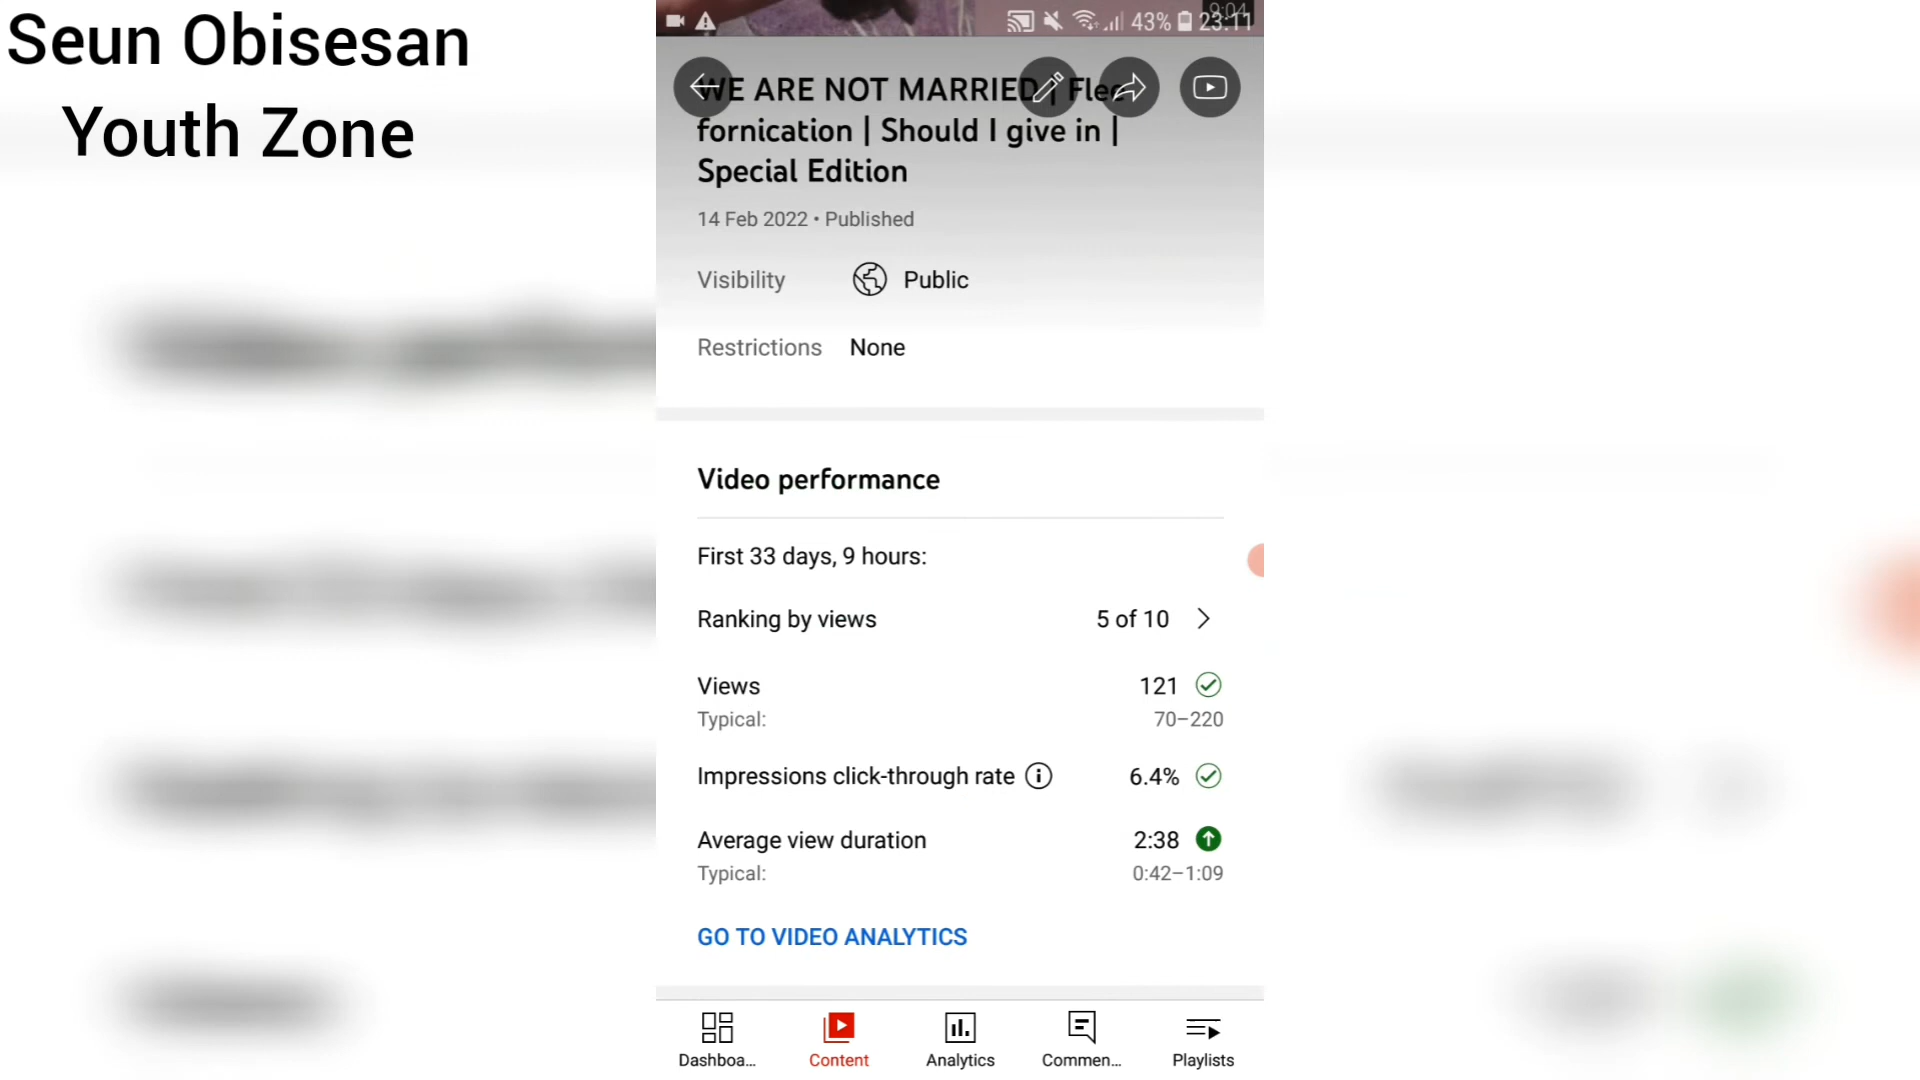 Seun Obisesan
Youth Zone
43% 23:11
9:04
WE ARE NOT MARRIED | Flee
fornication | Should I give in |
Special Edition
14 Feb 2022 • Published
Visibility Public
Restrictions None
Video performance
First 33 days, 9 hours:
Ranking by views 5 of 10
Views 121
Typical: 70–220
Impressions click-through rate 6.4%
Average view duration 2:38
Typical: 0:42–1:09
GO TO VIDEO ANALYTICS
Dashboa... Content Analytics Commen... Playlists